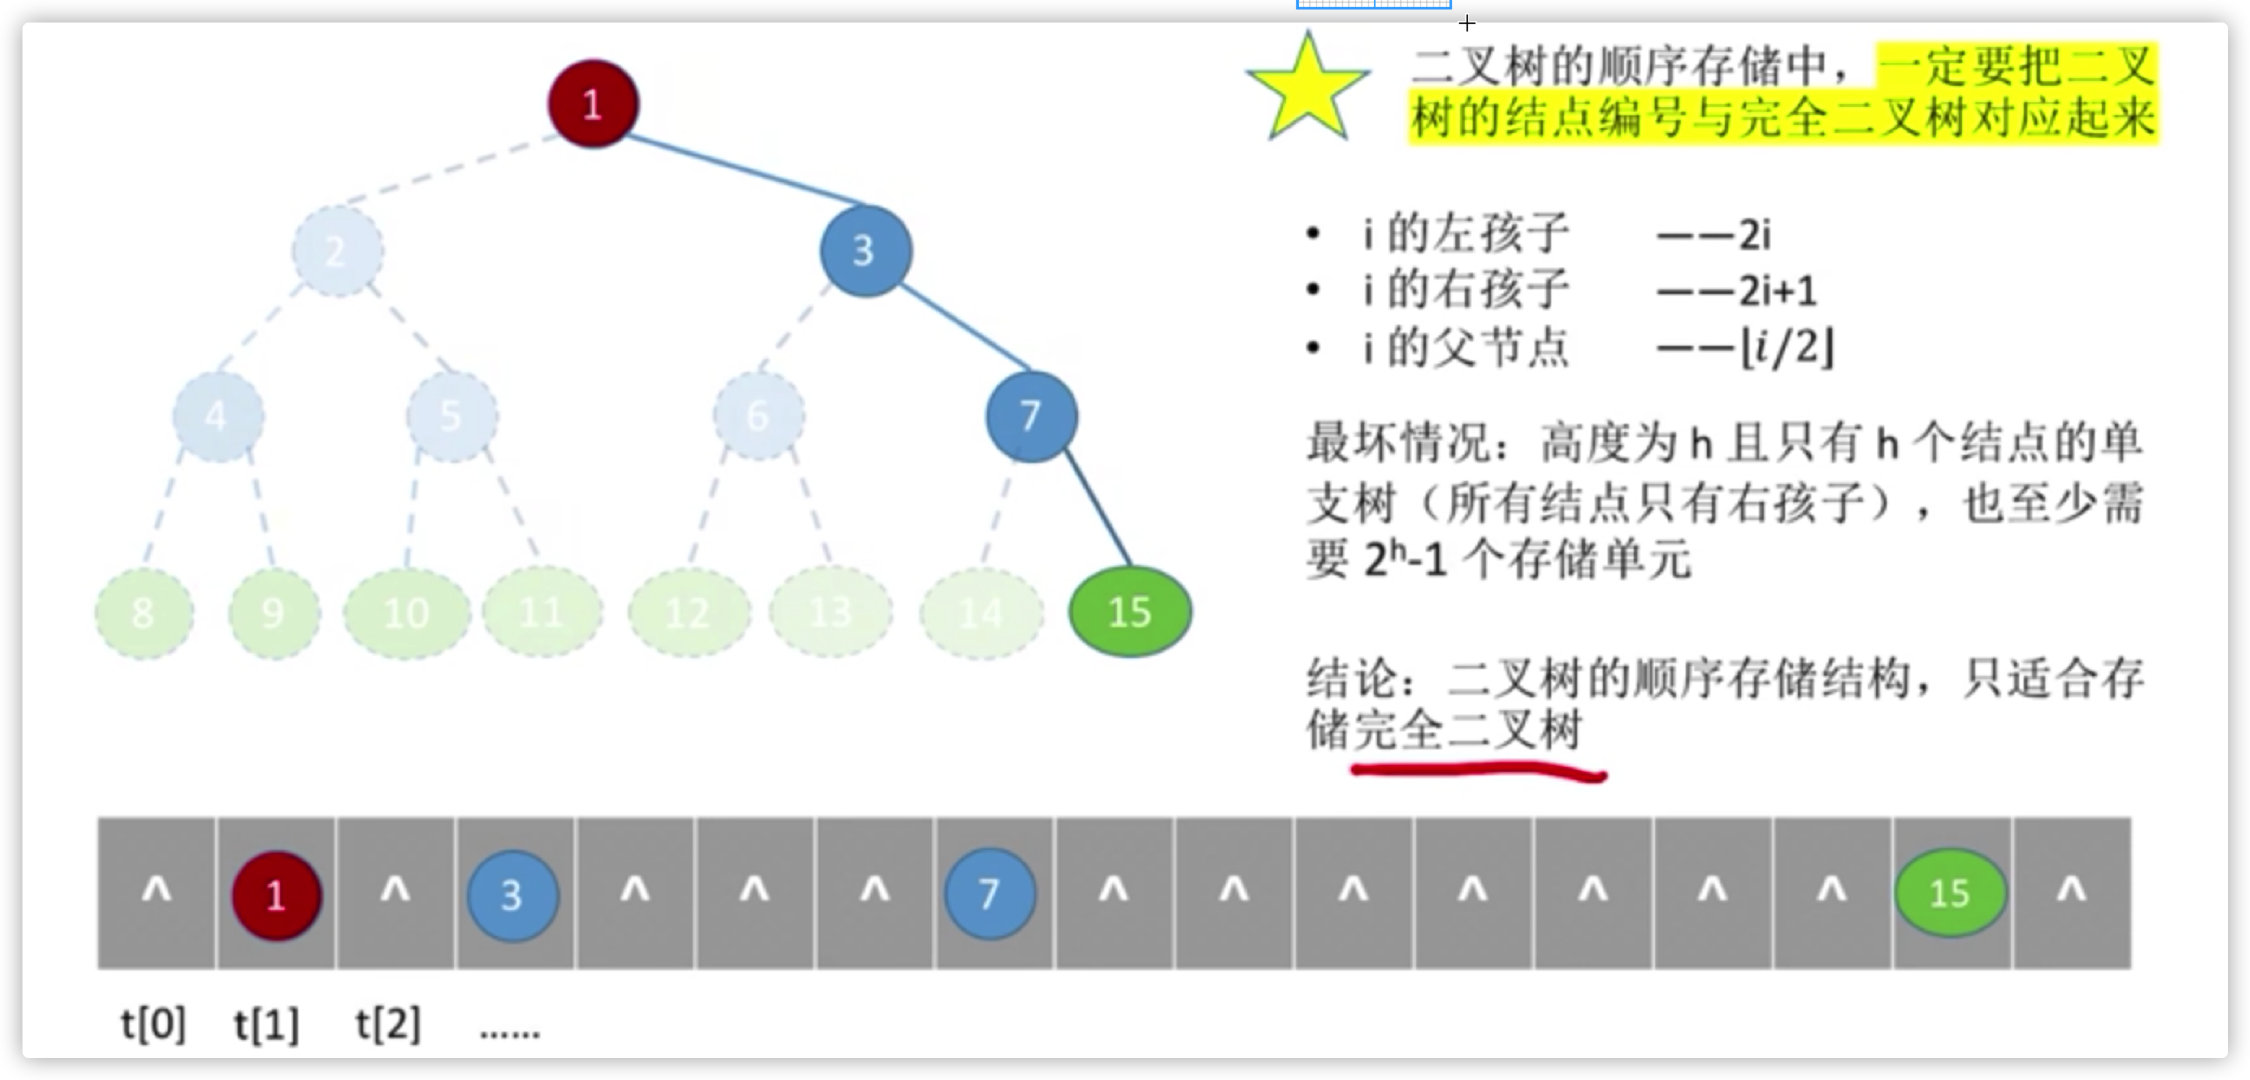 1
2
3
4
5
6
7
8
9
10
11
12
13
14
15
二叉树的顺序存储中，一定要把二叉
树的结点编号与完全二叉树对应起来
• i 的左孩子 ——2i
• i 的右孩子 ——2i+1
• i 的父节点 ——⌊i/2⌋
最坏情况：高度为 h 且只有 h 个结点的单
支树（所有结点只有右孩子），也至少需
要 2ʰ-1 个存储单元
结论：二叉树的顺序存储结构，只适合存
储完全二叉树
^ 1 ^ 3 ^ ^ ^ 7 ^ ^ ^ ^ ^ ^ ^ 15 ^
t[0] t[1] t[2] ……